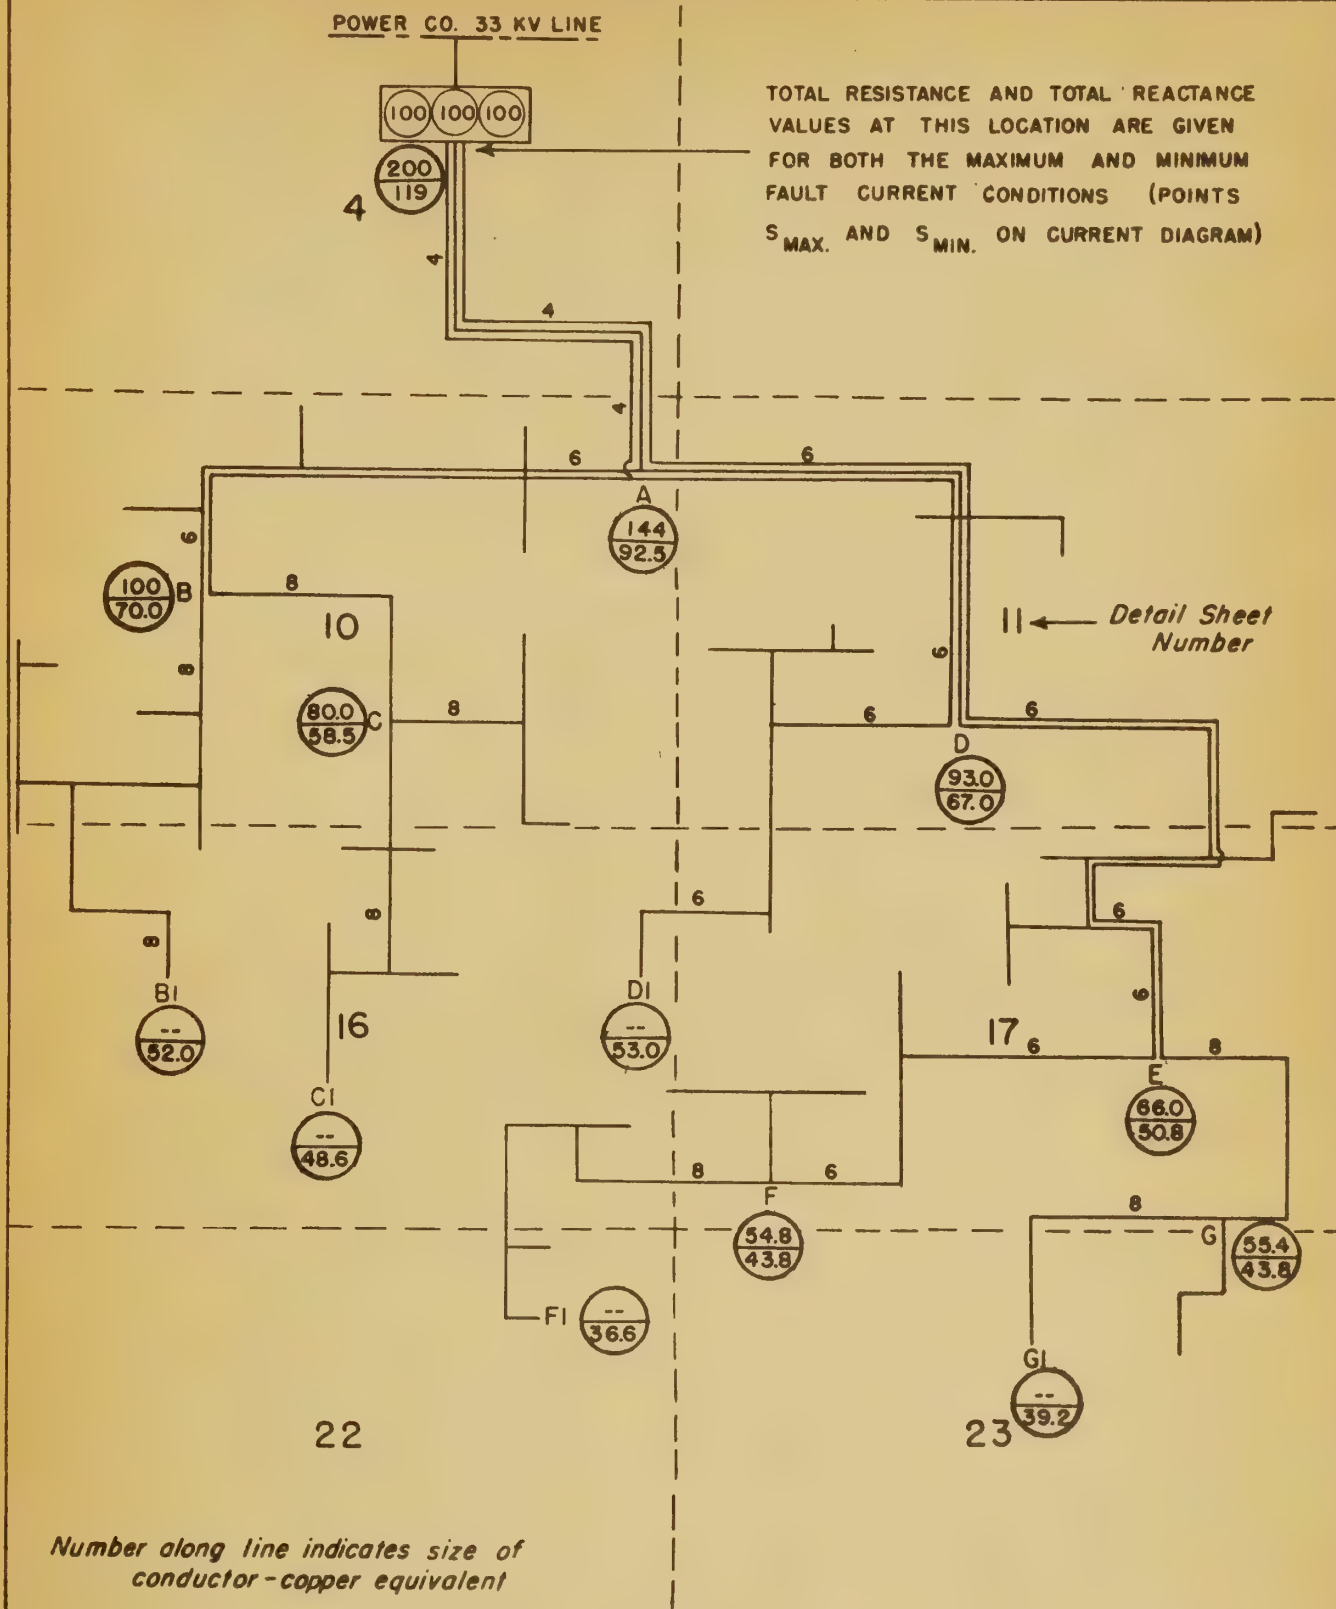 POWER CO. 33 KV LINE
100 100 100
TOTAL RESISTANCE AND TOTAL REACTANCE
VALUES AT THIS LOCATION ARE GIVEN
FOR BOTH THE MAXIMUM AND MINIMUM
FAULT CURRENT CONDITIONS (POINTS
S MAX. AND S MIN. ON CURRENT DIAGRAM)
200
119
4
4
4
4
6
6
A
144
92.5
6
100
70.0
B
8
10
11
Detail Sheet
Number
6
8
80.0
58.5
C
8
6
6
D
93.0
67.0
6
6
8
8
6
B1
--
52.0
D1
--
53.0
16
17
6
8
E
66.0
50.8
C1
--
48.6
8
6
F
54.8
43.8
8
G
55.4
43.8
F1
--
36.6
G1
--
39.2
22
23
Number along line indicates size of
conductor-copper equivalent